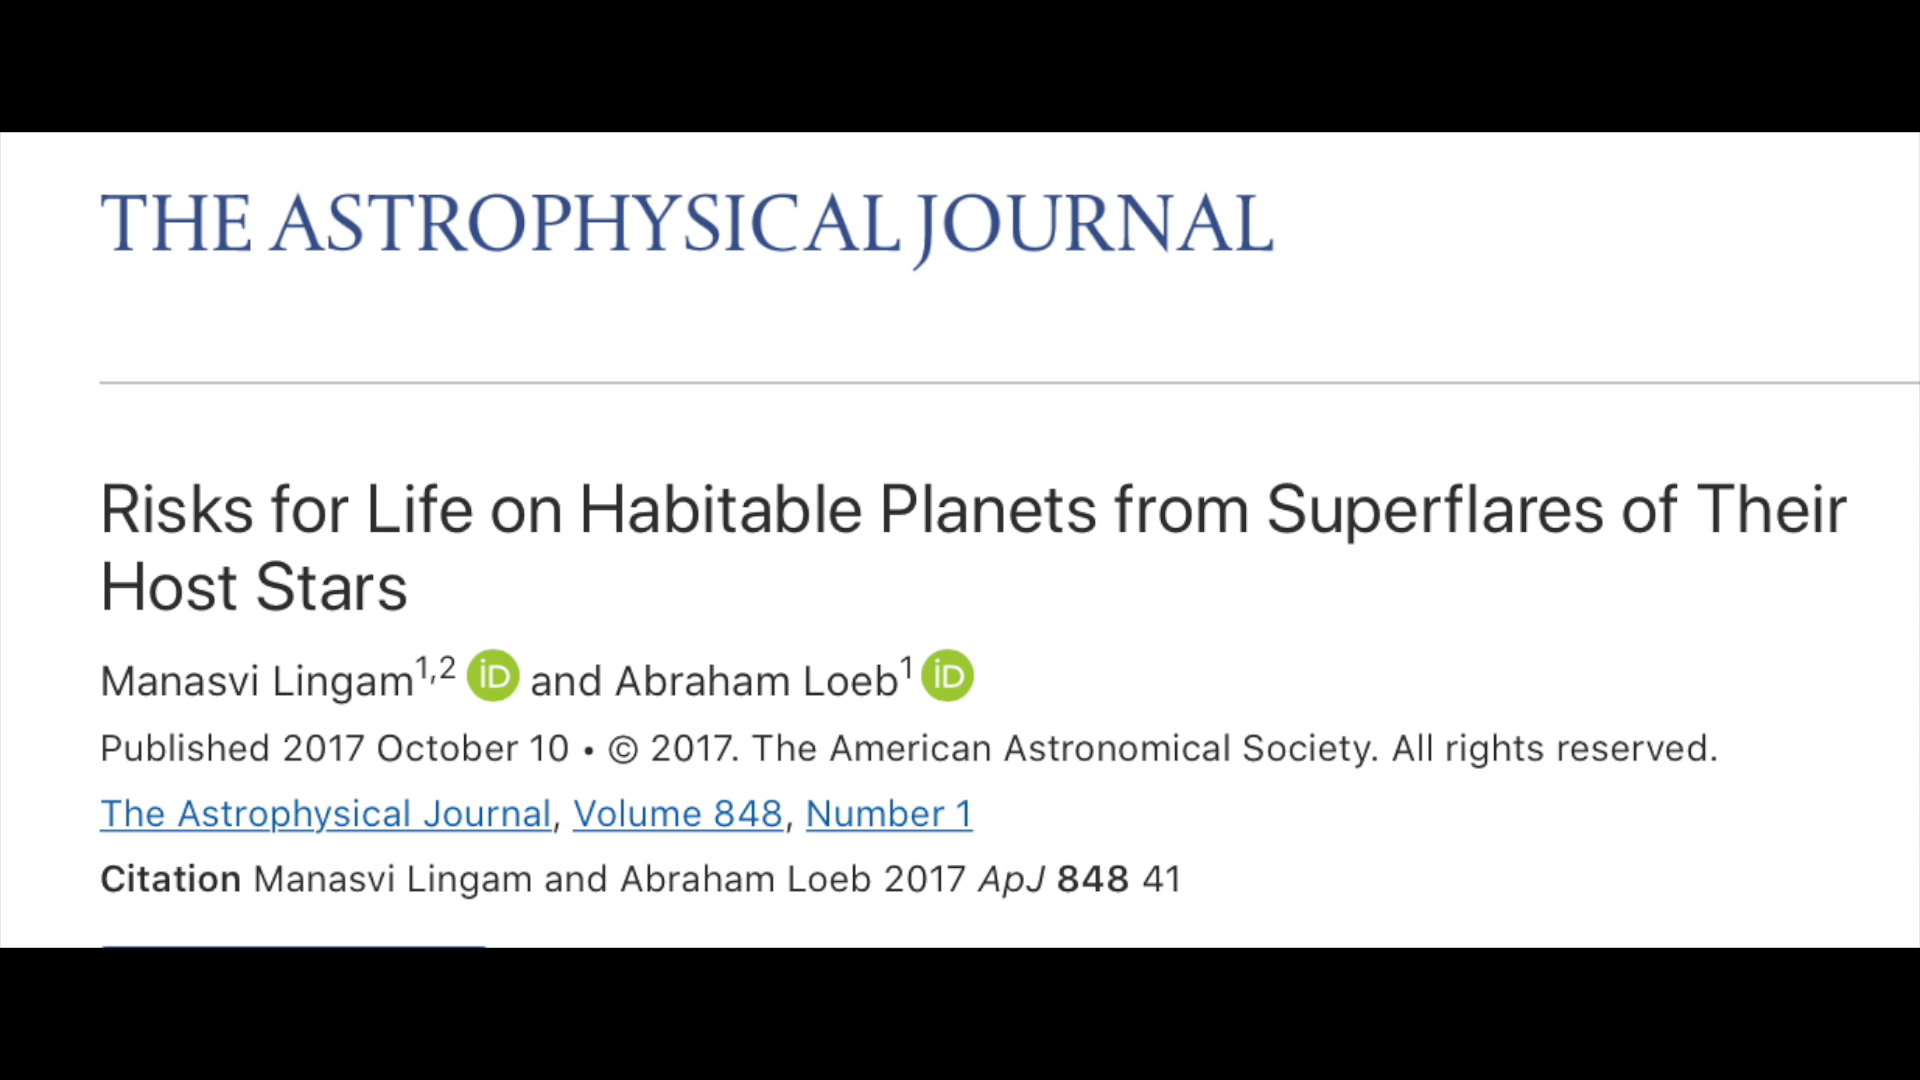 THE ASTROPHYSICAL JOURNAL
Risks for Life on Habitable Planets from Superflares of Their
Host Stars
Manasvi Lingam1,2 iD and Abraham Loeb1 iD
Published 2017 October 10 • © 2017. The American Astronomical Society. All rights reserved.
The Astrophysical Journal, Volume 848, Number 1
Citation Manasvi Lingam and Abraham Loeb 2017 ApJ 848 41